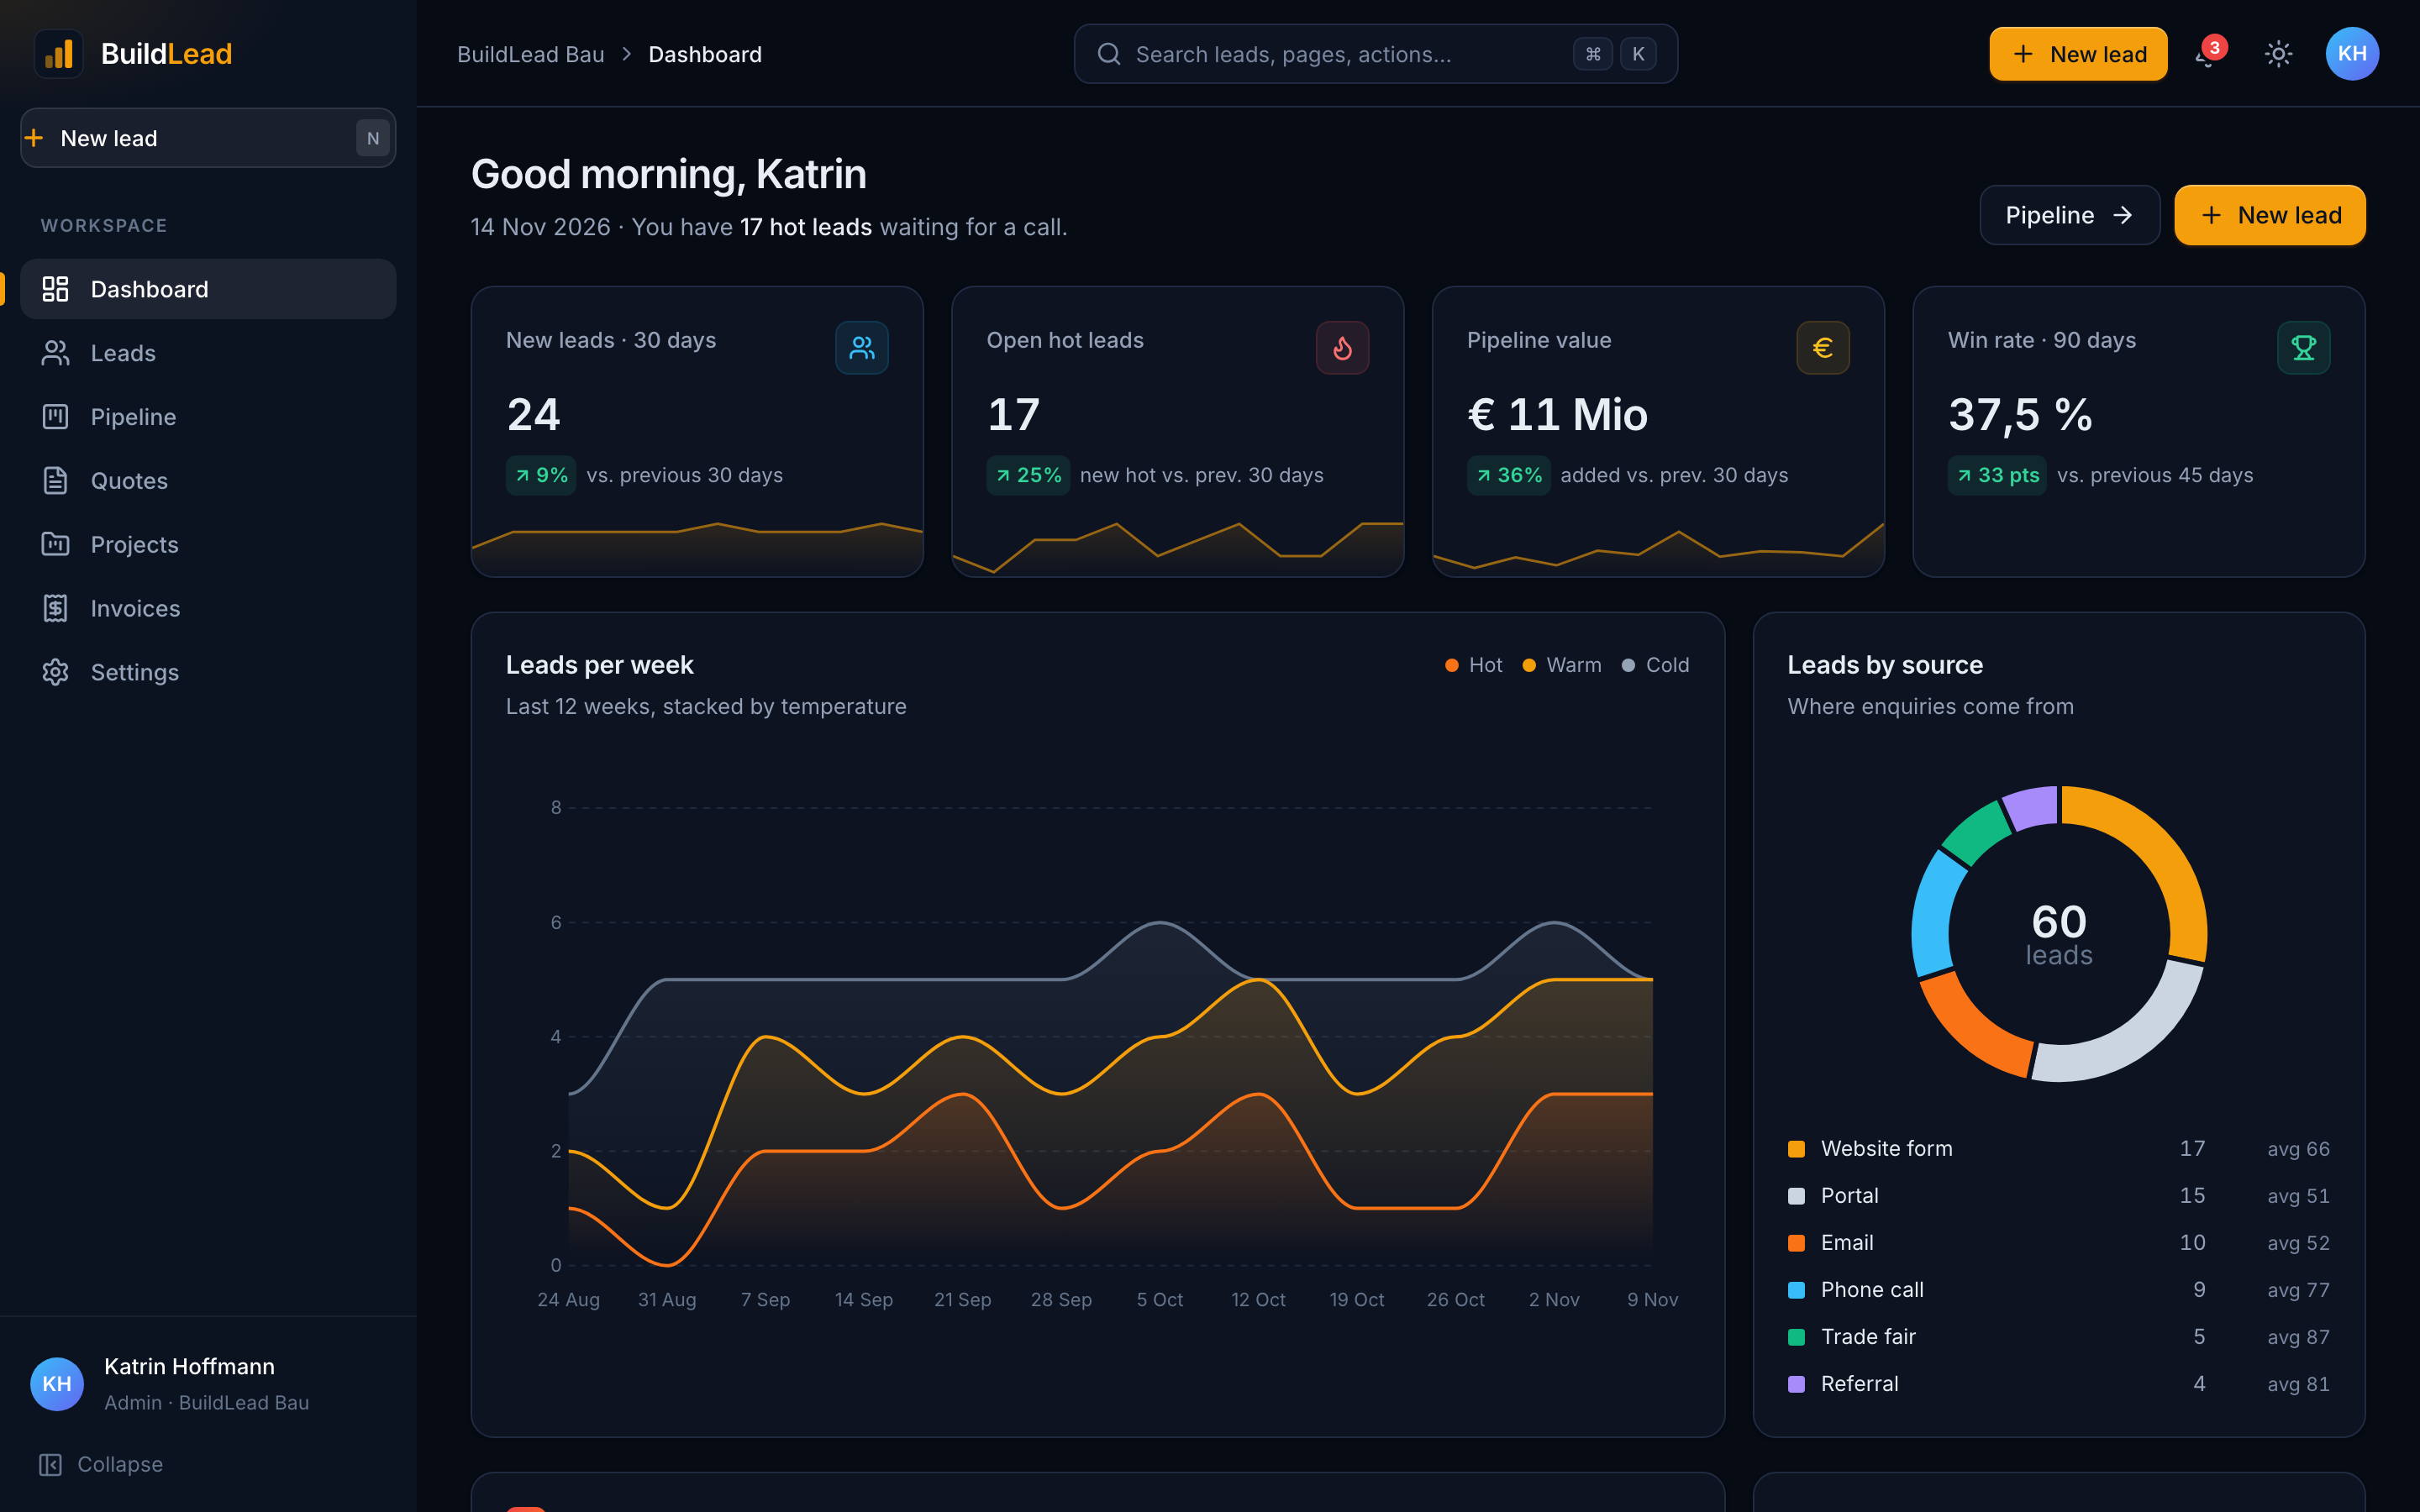 BuildLead
BuildLead Bau > Dashboard
Search leads, pages, actions... ⌘ K
+ New lead
3
KH
+ New lead N
WORKSPACE
Dashboard
Leads
Pipeline
Quotes
Projects
Invoices
Settings
KH
Katrin Hoffmann
Admin · BuildLead Bau
Collapse
Good morning, Katrin
14 Nov 2026 · You have 17 hot leads waiting for a call.
Pipeline →
+ New lead
New leads · 30 days
24
↗ 9% vs. previous 30 days
Open hot leads
17
↗ 25% new hot vs. prev. 30 days
Pipeline value
€
€ 11 Mio
↗ 36% added vs. prev. 30 days
Win rate · 90 days
37,5 %
↗ 33 pts vs. previous 45 days
Leads per week
Hot Warm Cold
Last 12 weeks, stacked by temperature
8
6
4
2
0
24 Aug 31 Aug 7 Sep 14 Sep 21 Sep 28 Sep 5 Oct 12 Oct 19 Oct 26 Oct 2 Nov 9 Nov
Leads by source
Where enquiries come from
60
leads
Website form 17 avg 66
Portal 15 avg 51
Email 10 avg 52
Phone call 9 avg 77
Trade fair 5 avg 87
Referral 4 avg 81